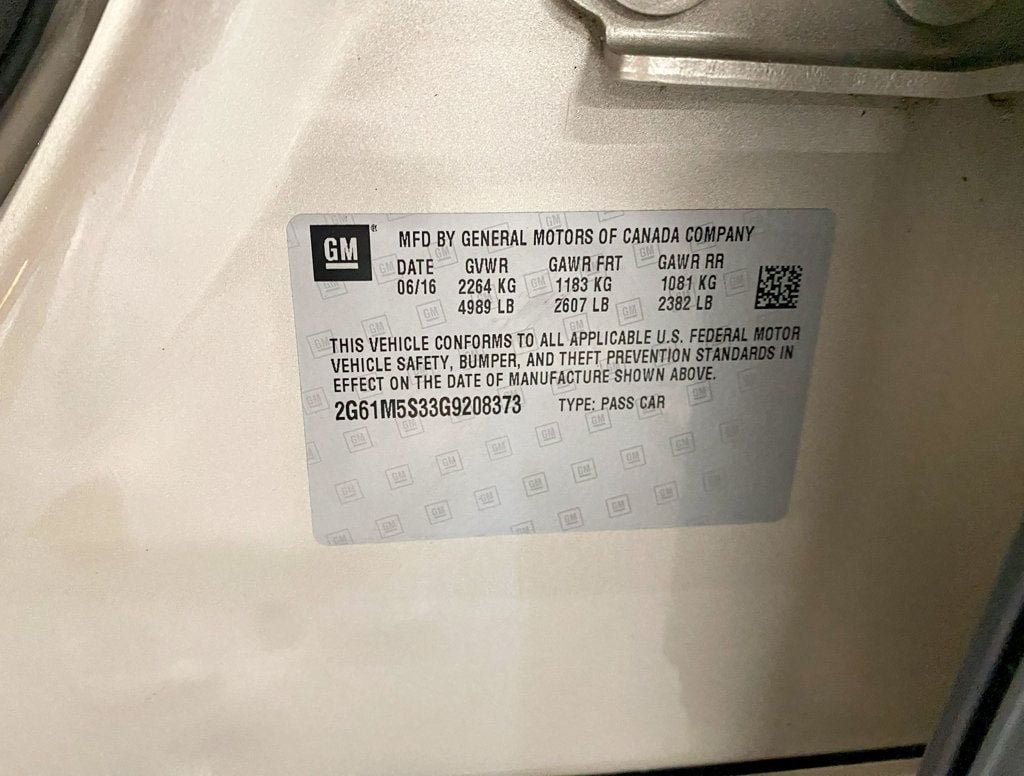 GM ® MFD BY GENERAL MOTORS OF CANADA COMPANY
DATE GVWR GAWR FRT GAWR RR
06/16 2264 KG 1183 KG 1081 KG
4989 LB 2607 LB 2382 LB
THIS VEHICLE CONFORMS TO ALL APPLICABLE U.S. FEDERAL MOTOR
VEHICLE SAFETY, BUMPER, AND THEFT PREVENTION STANDARDS IN
EFFECT ON THE DATE OF MANUFACTURE SHOWN ABOVE.
2G61M5S33G9208373 TYPE: PASS CAR